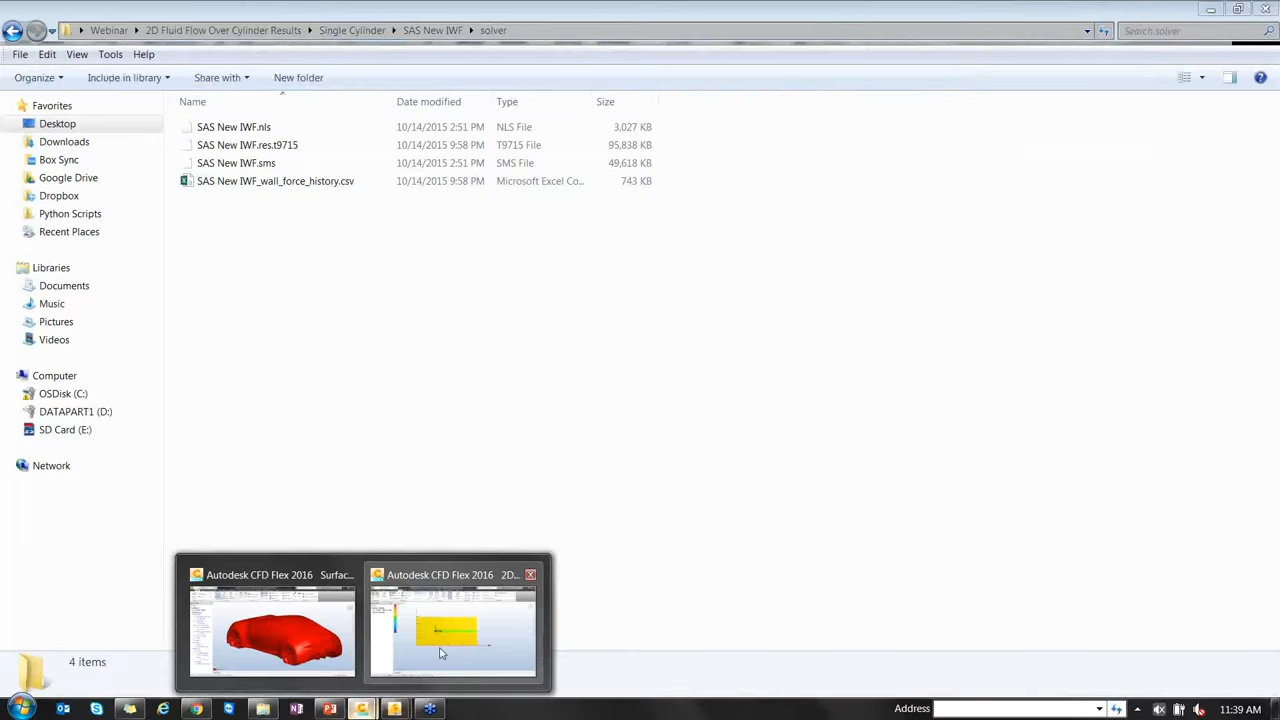 Webinar 2D Fluid Flow Over Cylinder Results Single Cylinder SAS New IWF solver Search solver
File Edit View Tools Help
Organize Include in library Share with New folder
Name Date modified Type Size
Favorites
Desktop
Downloads
Box Sync
Google Drive
Dropbox
Python Scripts
Recent Places
Libraries
Documents
Music
Pictures
Videos
Computer
OSDisk (C:)
DATAPART1 (D:)
SD Card (E:)
Network
SAS New IWF.nls 10/14/2015 2:51 PM NLS File 3,027 KB
SAS New IWF.res.t9715 10/14/2015 9:58 PM T9715 File 95,838 KB
SAS New IWF.sms 10/14/2015 2:51 PM SMS File 49,618 KB
SAS New IWF_wall_force_history.csv 10/14/2015 9:58 PM Microsoft Excel Co... 743 KB
Autodesk CFD Flex 2016 Surfac...
Autodesk CFD Flex 2016 2D...
4 items
Address 11:39 AM